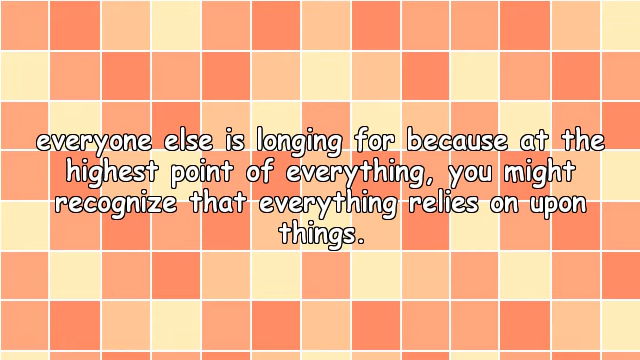 everyone else is longing for because at the
highest point of everything, you might
recognize that everything relies on upon
things.